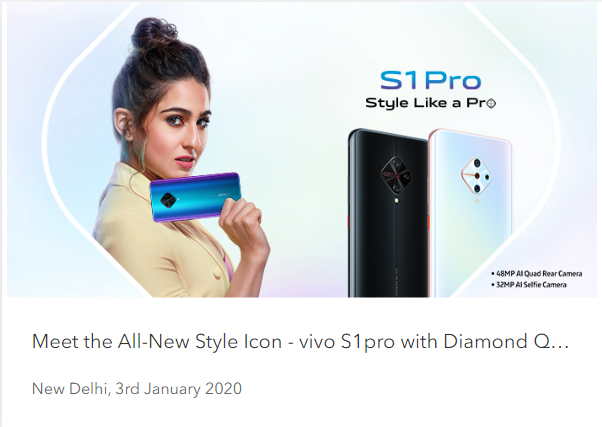 S1Pro
Style Like a Pro
• 48MP AI Quad Rear Camera
• 32MP AI Selfie Camera
Meet the All-New Style Icon - vivo S1pro with Diamond Q...
New Delhi, 3rd January 2020